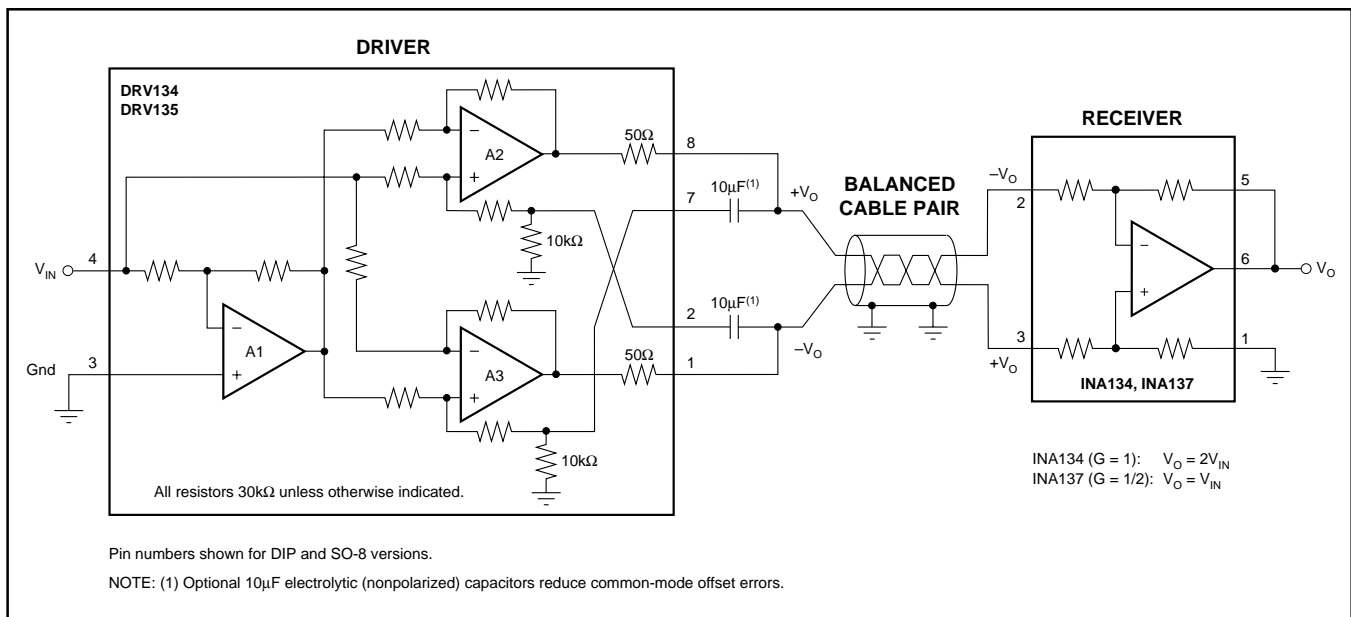 DRIVER
DRV134
DRV135
A2
50Ω
8
10µF(1)
+VO
7
10kΩ
VIN
4
A1
Gnd
3
10µF(1)
2
–VO
A3
50Ω
1
10kΩ
All resistors 30kΩ unless otherwise indicated.
BALANCED
CABLE PAIR
RECEIVER
–VO
2
5
6
VO
3
+VO
1
INA134, INA137
INA134 (G = 1): VO = 2VIN
INA137 (G = 1/2): VO = VIN
Pin numbers shown for DIP and SO-8 versions.
NOTE: (1) Optional 10µF electrolytic (nonpolarized) capacitors reduce common-mode offset errors.